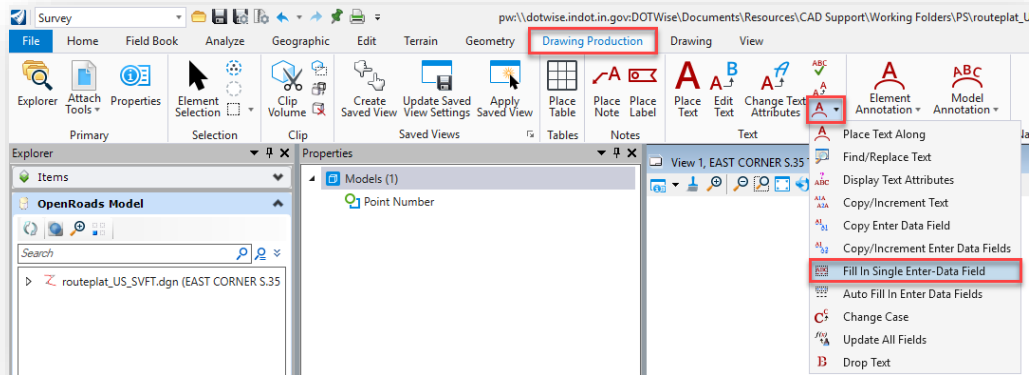 Survey
pw:\\dotwise.indot.in.gov:DOTWise\Documents\Resources\CAD Support\Working Folders\PS\routeplat_U
File Home Field Book Analyze Geographic Edit Terrain Geometry Drawing Production Drawing View
Explorer Attach Tools Properties Element Selection Clip Volume Create Saved View Update Saved View Settings Apply Saved View Place Table Place Note Place Label Place Text Edit Text Change Text Attributes Element Annotation Model Annotation
Primary Selection Clip Saved Views Tables Notes Text Na
Explorer Properties
Items
Models (1)
View 1, EAST CORNER S.35
Point Number
OpenRoads Model
Search
routeplat_US_SVFT.dgn (EAST CORNER S.35
Place Text Along
Find/Replace Text
Display Text Attributes
Copy/Increment Text
Copy Enter Data Field
Copy/Increment Enter Data Fields
Fill In Single Enter-Data Field
Auto Fill In Enter Data Fields
Change Case
Update All Fields
Drop Text